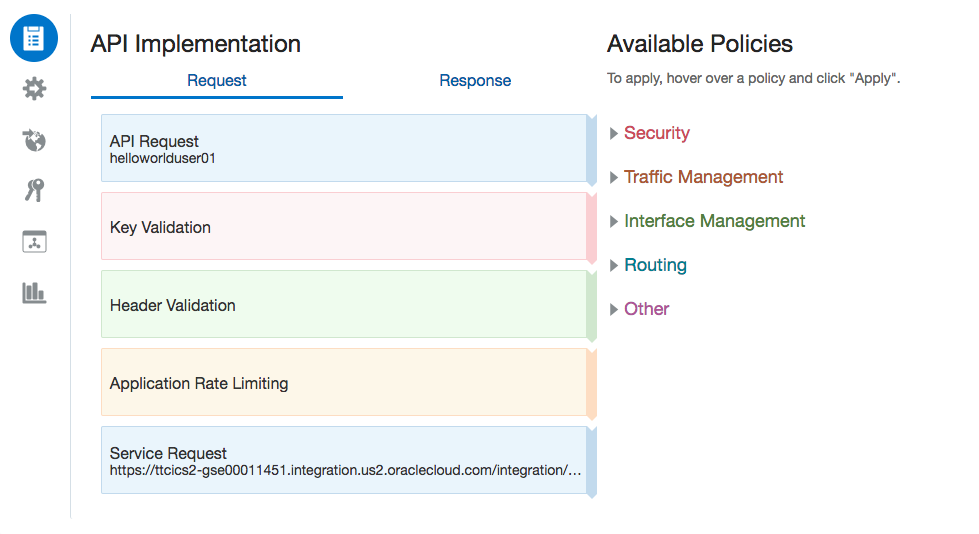 API Implementation
Request
Response
API Request
helloworlduser01
Key Validation
Header Validation
Application Rate Limiting
Service Request
https://ttcics2-gse00011451.integration.us2.oraclecloud.com/integration/...
Available Policies
To apply, hover over a policy and click "Apply".
Security
Traffic Management
Interface Management
Routing
Other